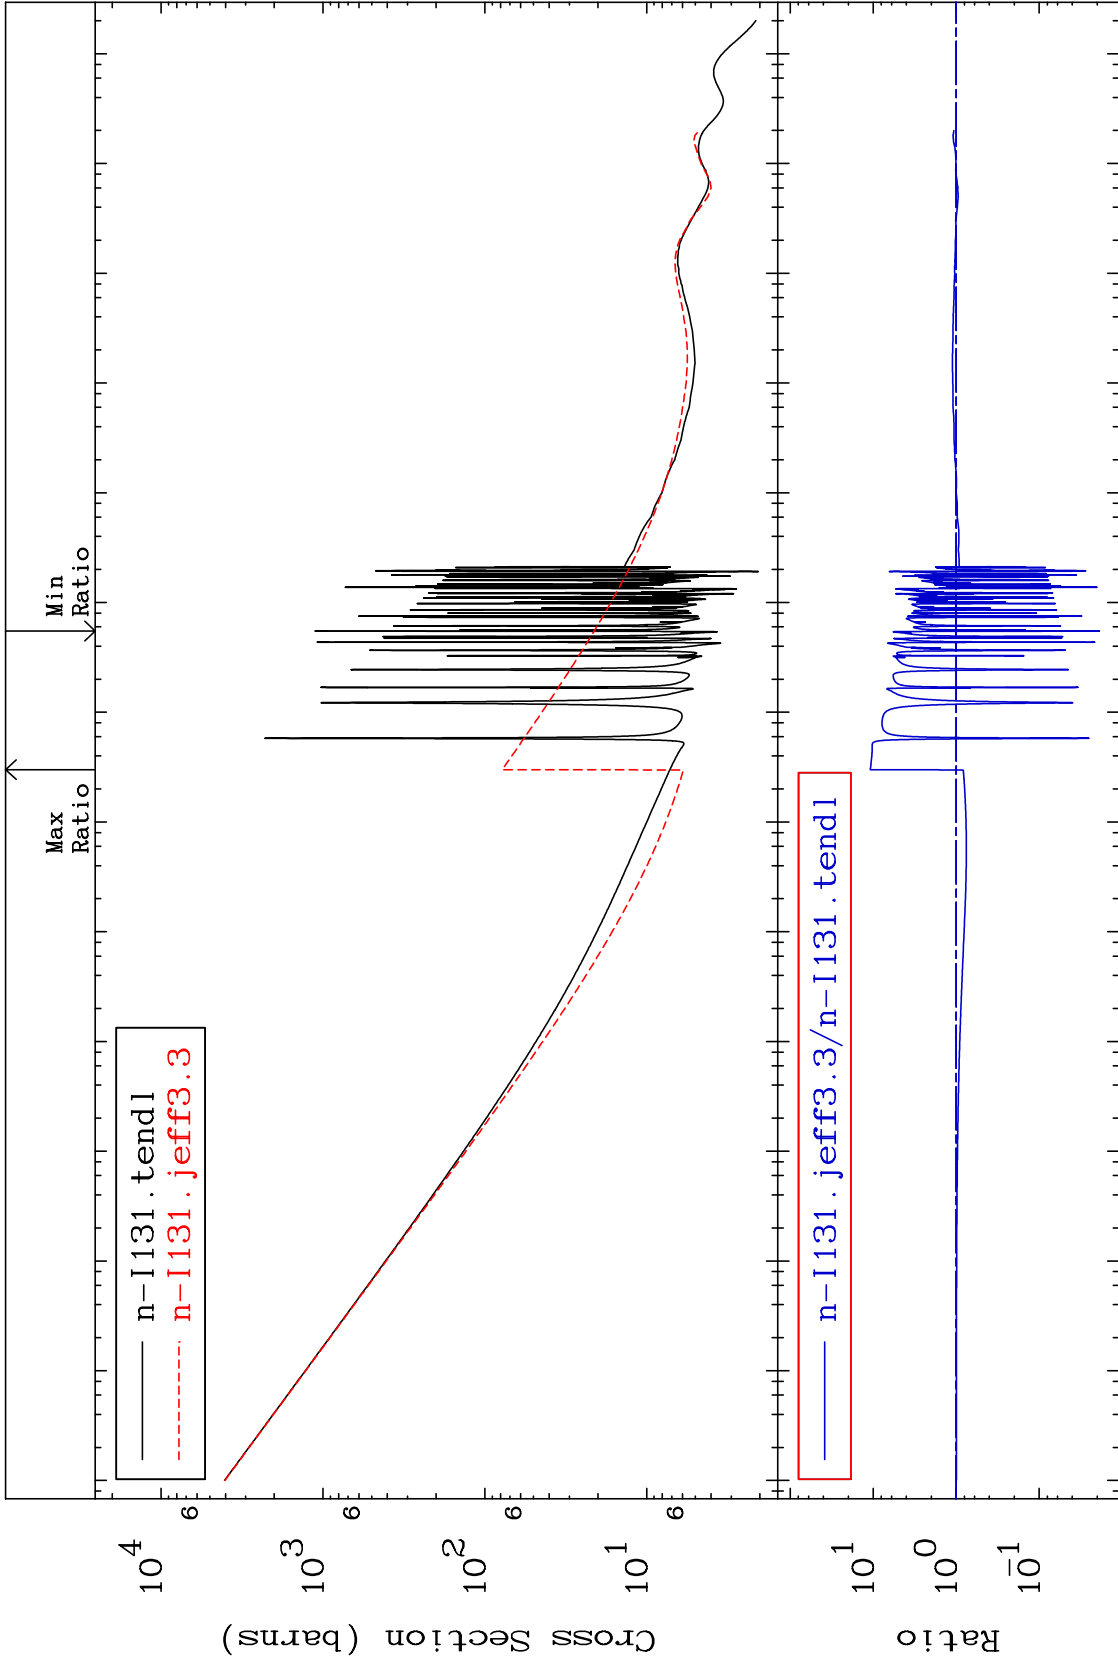 Max
Ratio
Min
Ratio
n-I131.tendl
n-I131.jeff3.3
10^4
6
10^3
6
10^2
6
10^1
6
Cross Section (barns)
n-I131.jeff3.3/n-I131.tendl
10^1
10^0
10^-1
Ratio